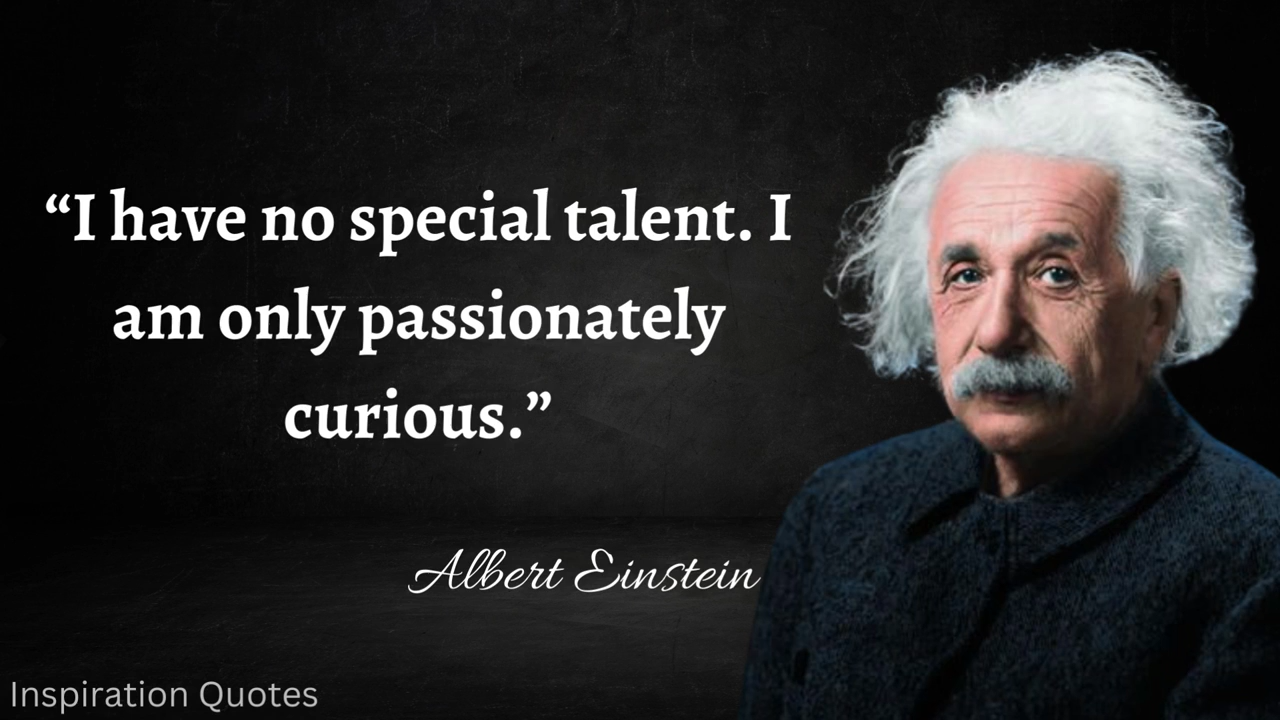 “I have no special talent. I
am only passionately
curious.”
Albert Einstein
Inspiration Quotes